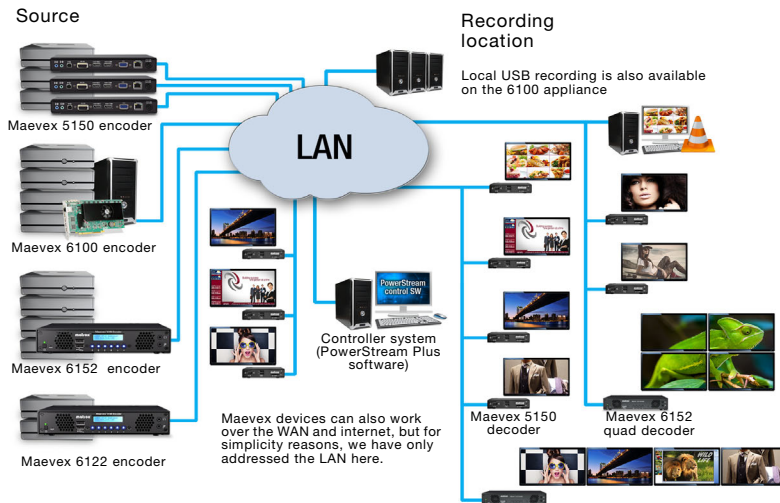 Source
Recording
location
Local USB recording is also available
on the 6100 appliance
Maevex 5150 encoder
LAN
Maevex 6100 encoder
PowerStream
control SW
Controller system
(PowerStream Plus
software)
Maevex 6152 encoder
Maevex 6122 encoder
Maevex devices can also work
over the WAN and internet, but for
simplicity reasons, we have only
addressed the LAN here.
Maevex 5150
decoder
Maevex 6152
quad decoder
WILD
LIFE